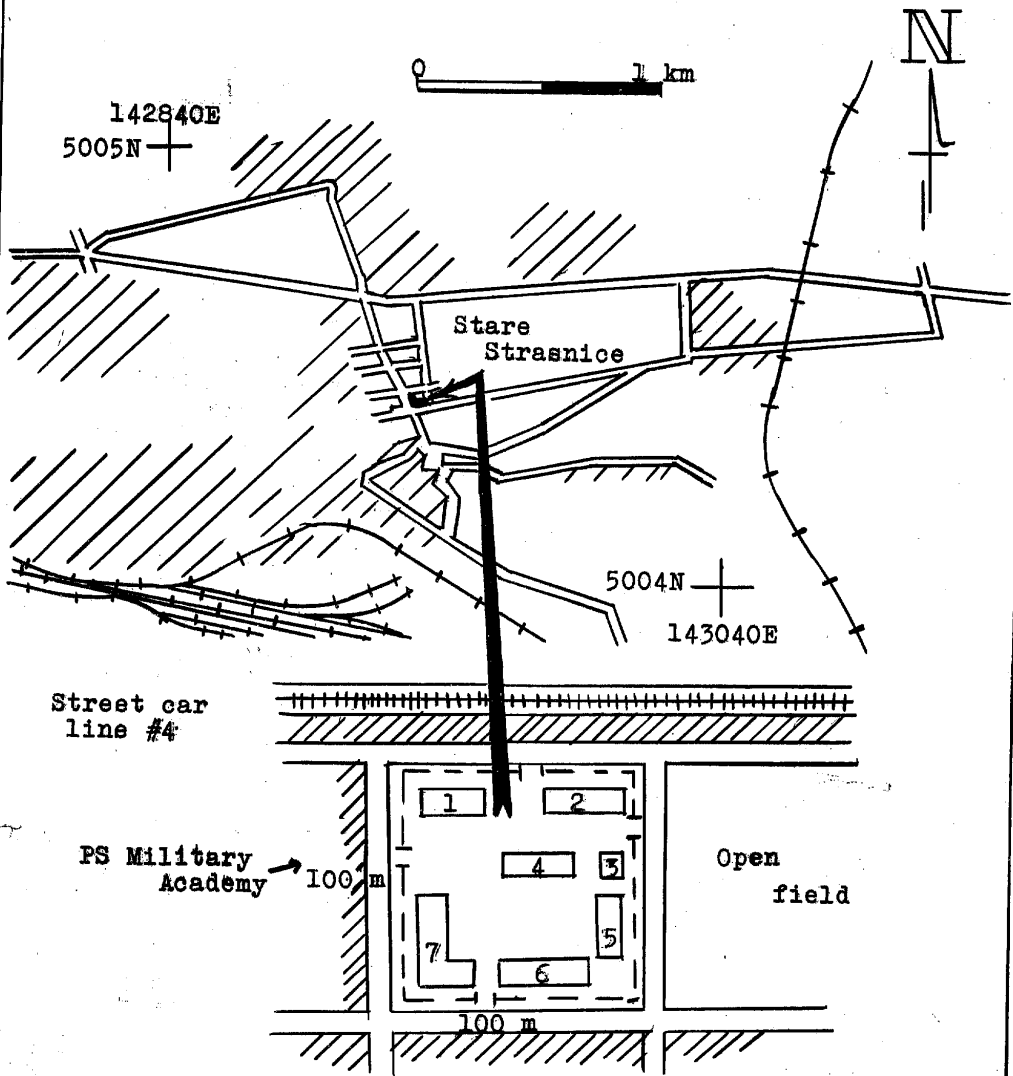 N
0 1 km
142840E
5005N
Stare
Strasnice
5004N
143040E
Street car
line #4
1
2
PS Military
Academy
100 m
4
3
Open
field
7
5
6
100 m